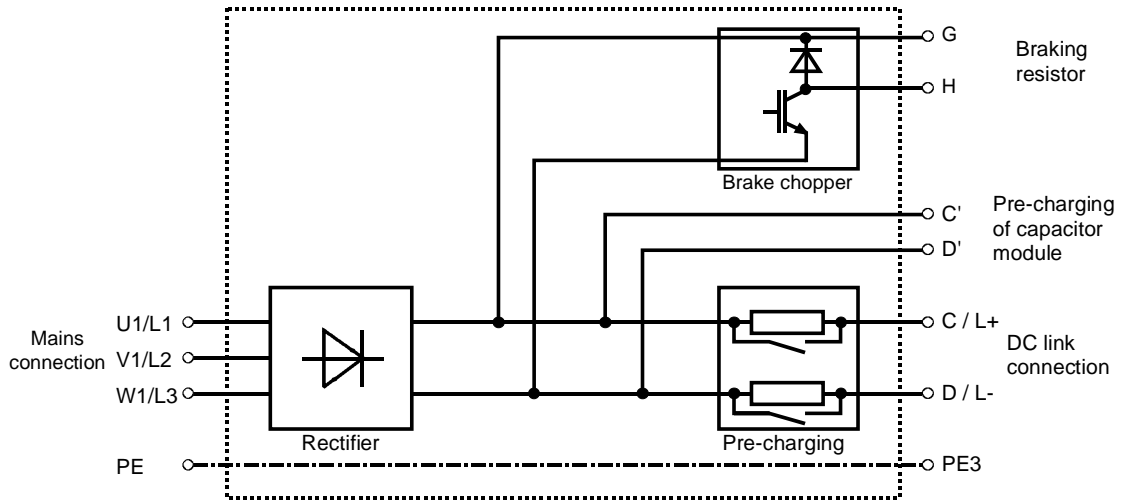 G
Braking
resistor
H
Brake chopper
C'
Pre-charging
of capacitor
module
D'
Mains
connection
U1/L1
V1/L2
W1/L3
C / L+
DC link
connection
D / L-
Rectifier
Pre-charging
PE
PE3